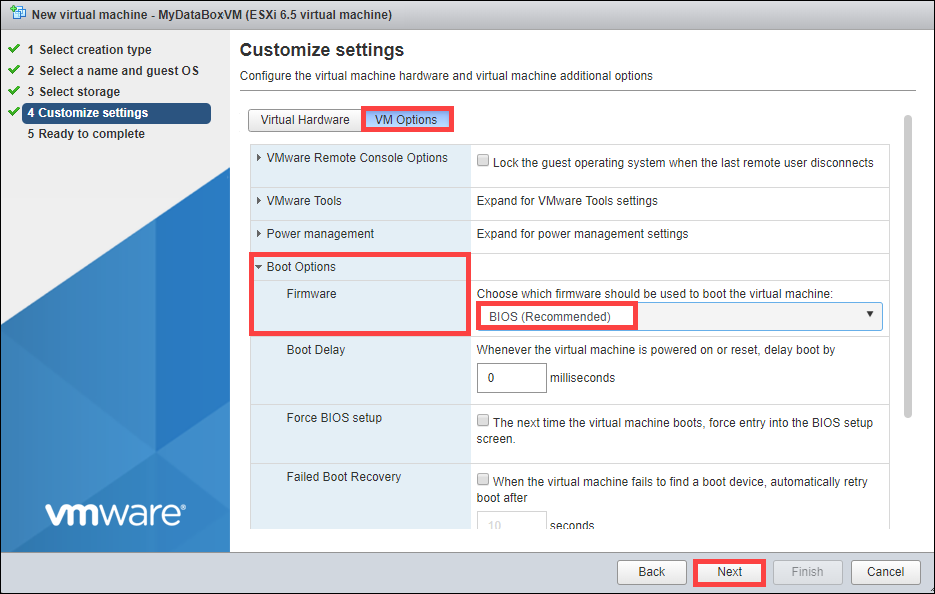 New virtual machine - MyDataBoxVM (ESXi 6.5 virtual machine)
1 Select creation type
2 Select a name and guest OS
3 Select storage
4 Customize settings
5 Ready to complete
vmware®
Customize settings
Configure the virtual machine hardware and virtual machine additional options
Virtual Hardware
VM Options
VMware Remote Console Options
Lock the guest operating system when the last remote user disconnects
VMware Tools
Expand for VMware Tools settings
Power management
Expand for power management settings
Boot Options
Firmware
Choose which firmware should be used to boot the virtual machine:
BIOS (Recommended)
Boot Delay
Whenever the virtual machine is powered on or reset, delay boot by
0 milliseconds
Force BIOS setup
The next time the virtual machine boots, force entry into the BIOS setup
screen.
Failed Boot Recovery
When the virtual machine fails to find a boot device, automatically retry
boot after
10 seconds
Back
Next
Finish
Cancel